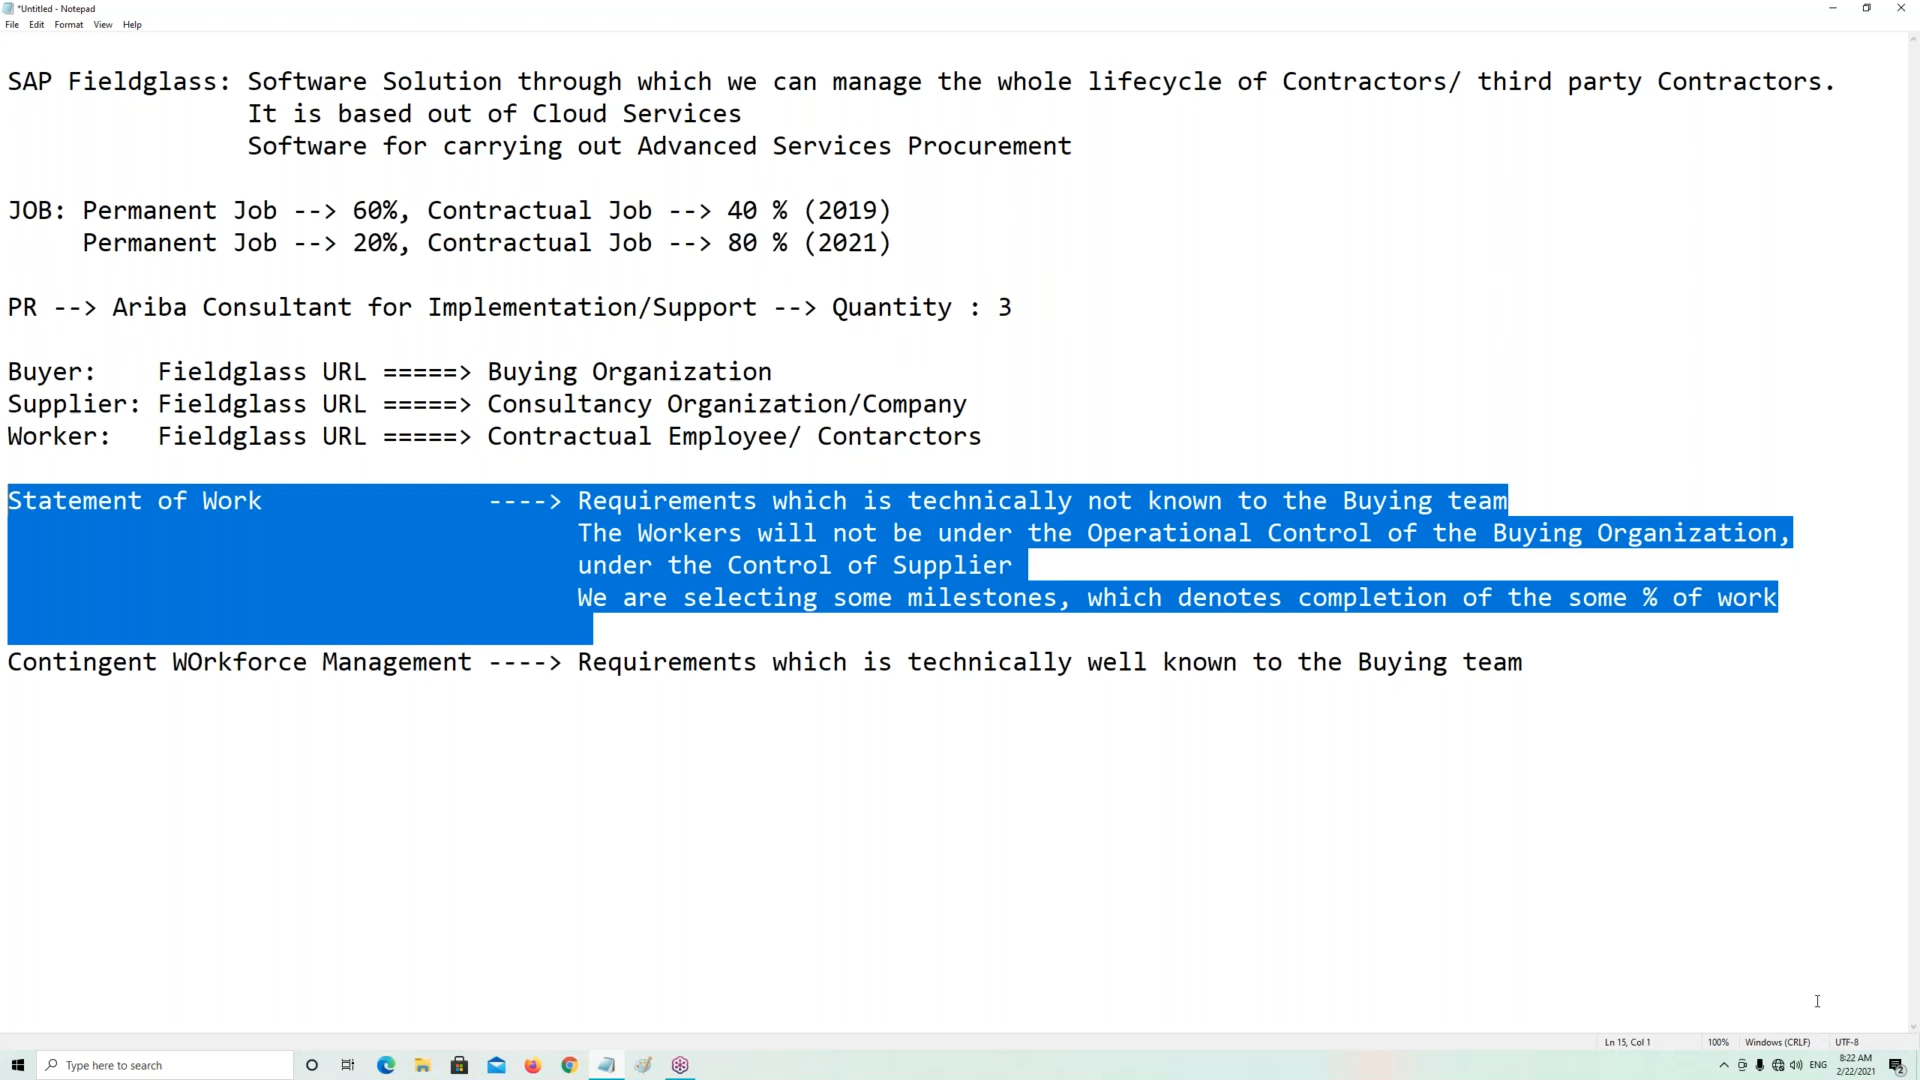 *Untitled - Notepad
File Edit Format View Help
SAP Fieldglass: Software Solution through which we can manage the whole lifecycle of Contractors/ third party Contractors.
It is based out of Cloud Services
Software for carrying out Advanced Services Procurement
JOB: Permanent Job --> 60%, Contractual Job --> 40 % (2019)
Permanent Job --> 20%, Contractual Job --> 80 % (2021)
PR --> Ariba Consultant for Implementation/Support --> Quantity : 3
Buyer: Fieldglass URL =====> Buying Organization
Supplier: Fieldglass URL =====> Consultancy Organization/Company
Worker: Fieldglass URL =====> Contractual Employee/ Contarctors
Statement of Work ----> Requirements which is technically not known to the Buying team
The Workers will not be under the Operational Control of the Buying Organization,
under the Control of Supplier
We are selecting some milestones, which denotes completion of the some % of work
Contingent WOrkforce Management ----> Requirements which is technically well known to the Buying team
Ln 15, Col 1 100% Windows (CRLF) UTF-8
Type here to search
ENG
8:22 AM
2/22/2021
2